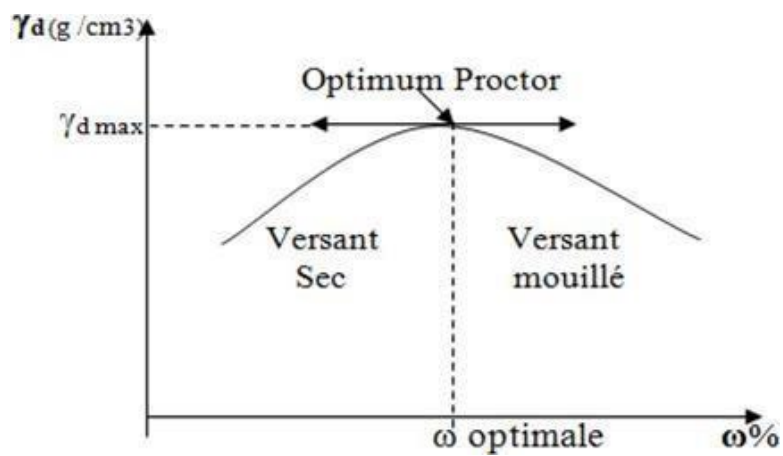 γd (g /cm3)
Optimum Proctor
γd max
Versant
Sec
Versant
mouillé
ω optimale
ω%